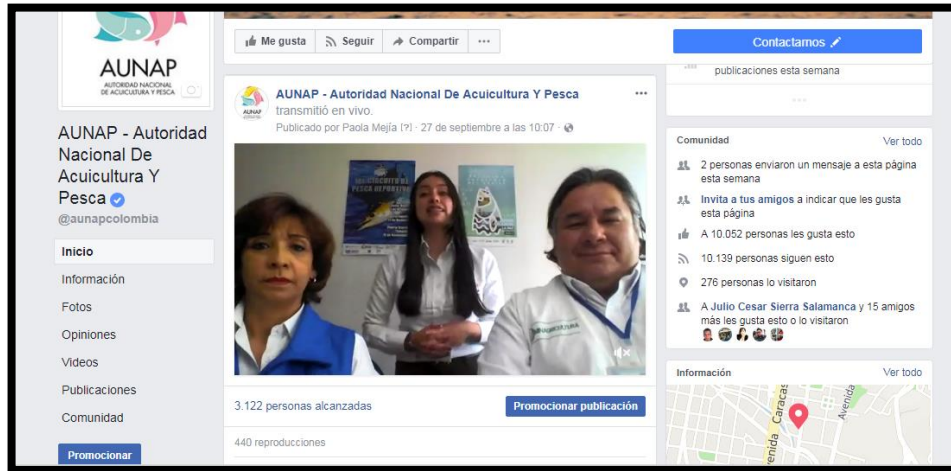 AUNAP
AUTORIDAD NACIONAL
DE ACUICULTURA Y PESCA
AUNAP - Autoridad
Nacional De
Acuicultura Y
Pesca
@aunapcolombia
Inicio
Información
Fotos
Opiniones
Videos
Publicaciones
Comunidad
Promocionar
Me gusta
Seguir
Compartir
...
AUNAP - Autoridad Nacional De Acuicultura Y Pesca
transmitió en vivo.
Publicado por Paola Mejía [?] · 27 de septiembre a las 10:07 ·
AUNAP
PESCA DEPORTIVO
3.122 personas alcanzadas
Promocionar publicación
440 reproducciones
Contactarnos
publicaciones esta semana
...
Comunidad
Ver todo
2 personas enviaron un mensaje a esta página
esta semana
Invita a tus amigos a indicar que les gusta
esta página
A 10.052 personas les gusta esto
10.139 personas siguen esto
276 personas lo visitaron
A Julio Cesar Sierra Salamanca y 15 amigos
más les gusta esto o lo visitaron
Información
Ver todo
Avenida Caracas
Avenida